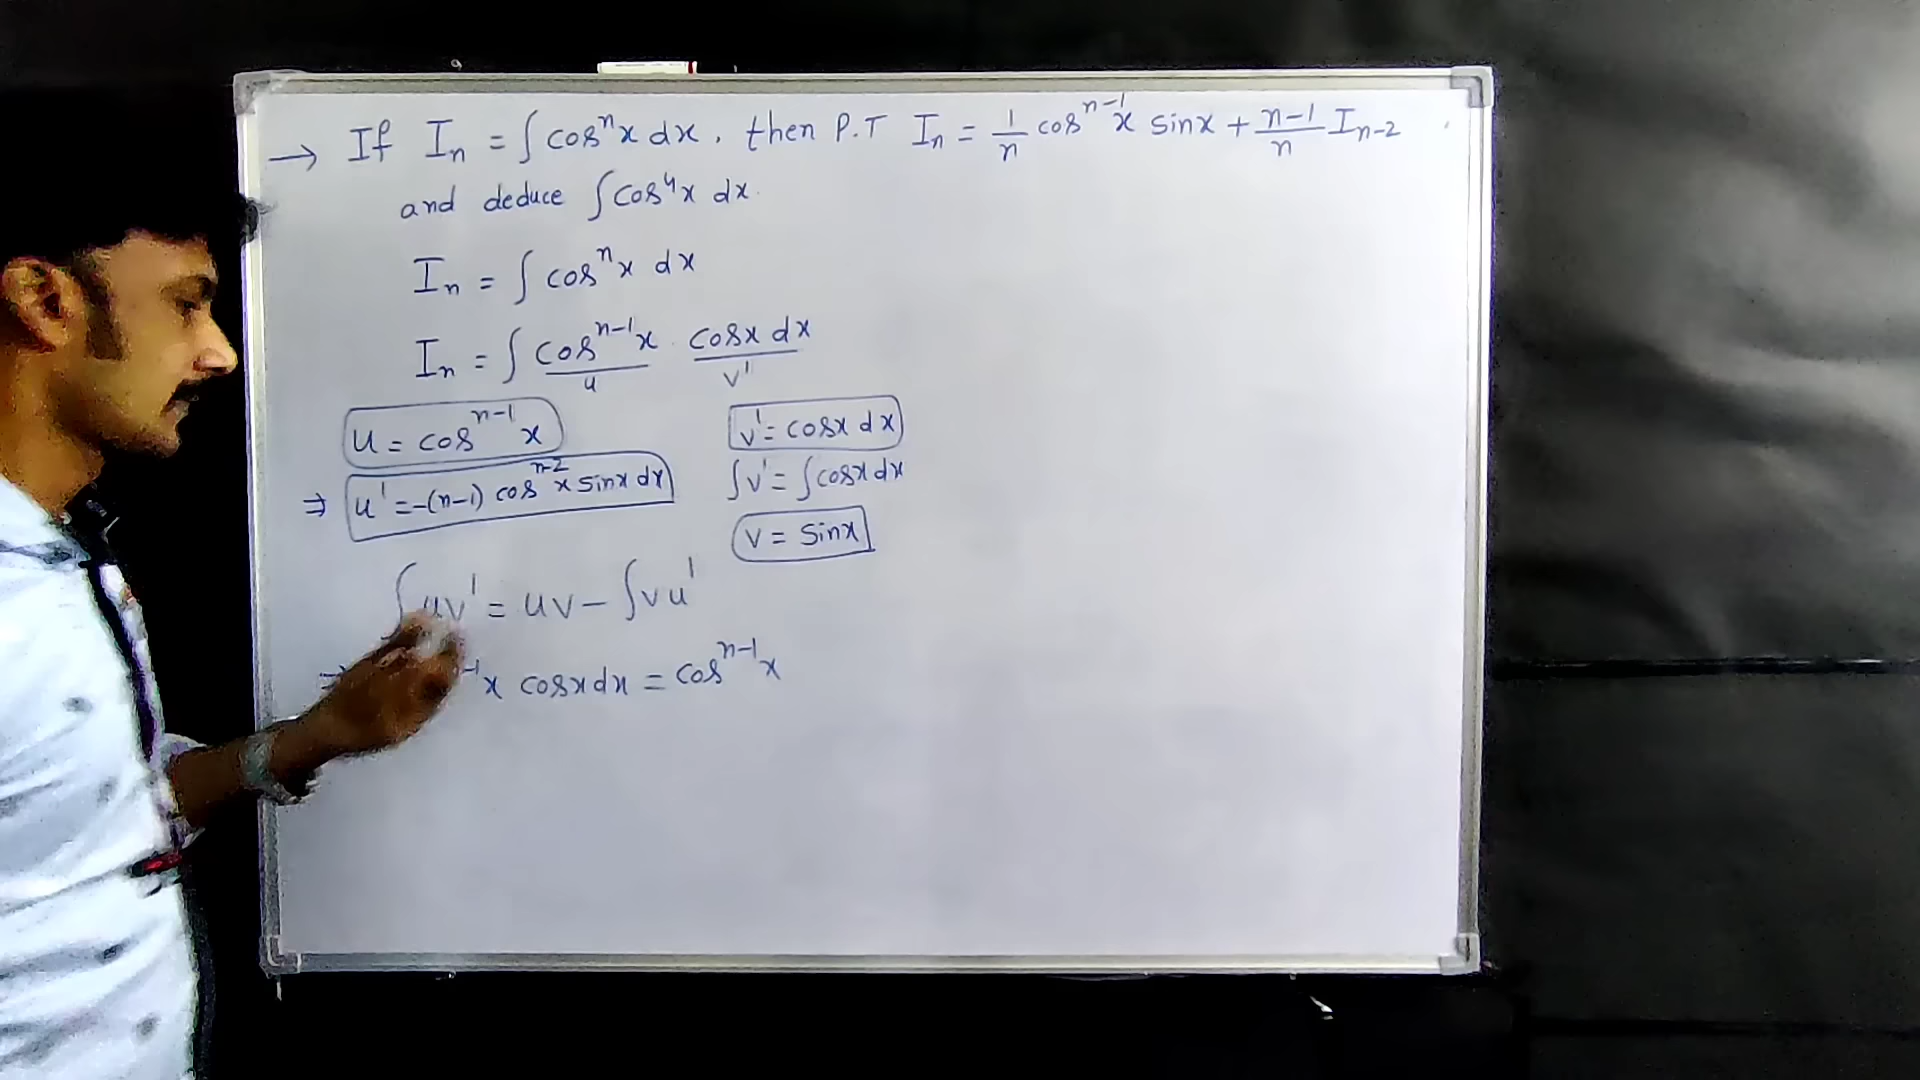 → If Iₙ = ∫ cosⁿx dx, then P.T Iₙ = 1/n cosⁿ⁻¹x sinx + n-1/n Iₙ₋₂
and deduce ∫cos⁴x dx.
Iₙ = ∫ cosⁿx dx
Iₙ = ∫ cosⁿ⁻¹x cosx dx
u v'
u = cosⁿ⁻¹x
v' = cosx dx
⇒ u' = -(n-1) cosⁿ⁻²x sinx dx
∫v' = ∫cosx dx
v = sinx
∫uv' = uv - ∫vu'
x cosx dx = cosⁿ⁻¹x